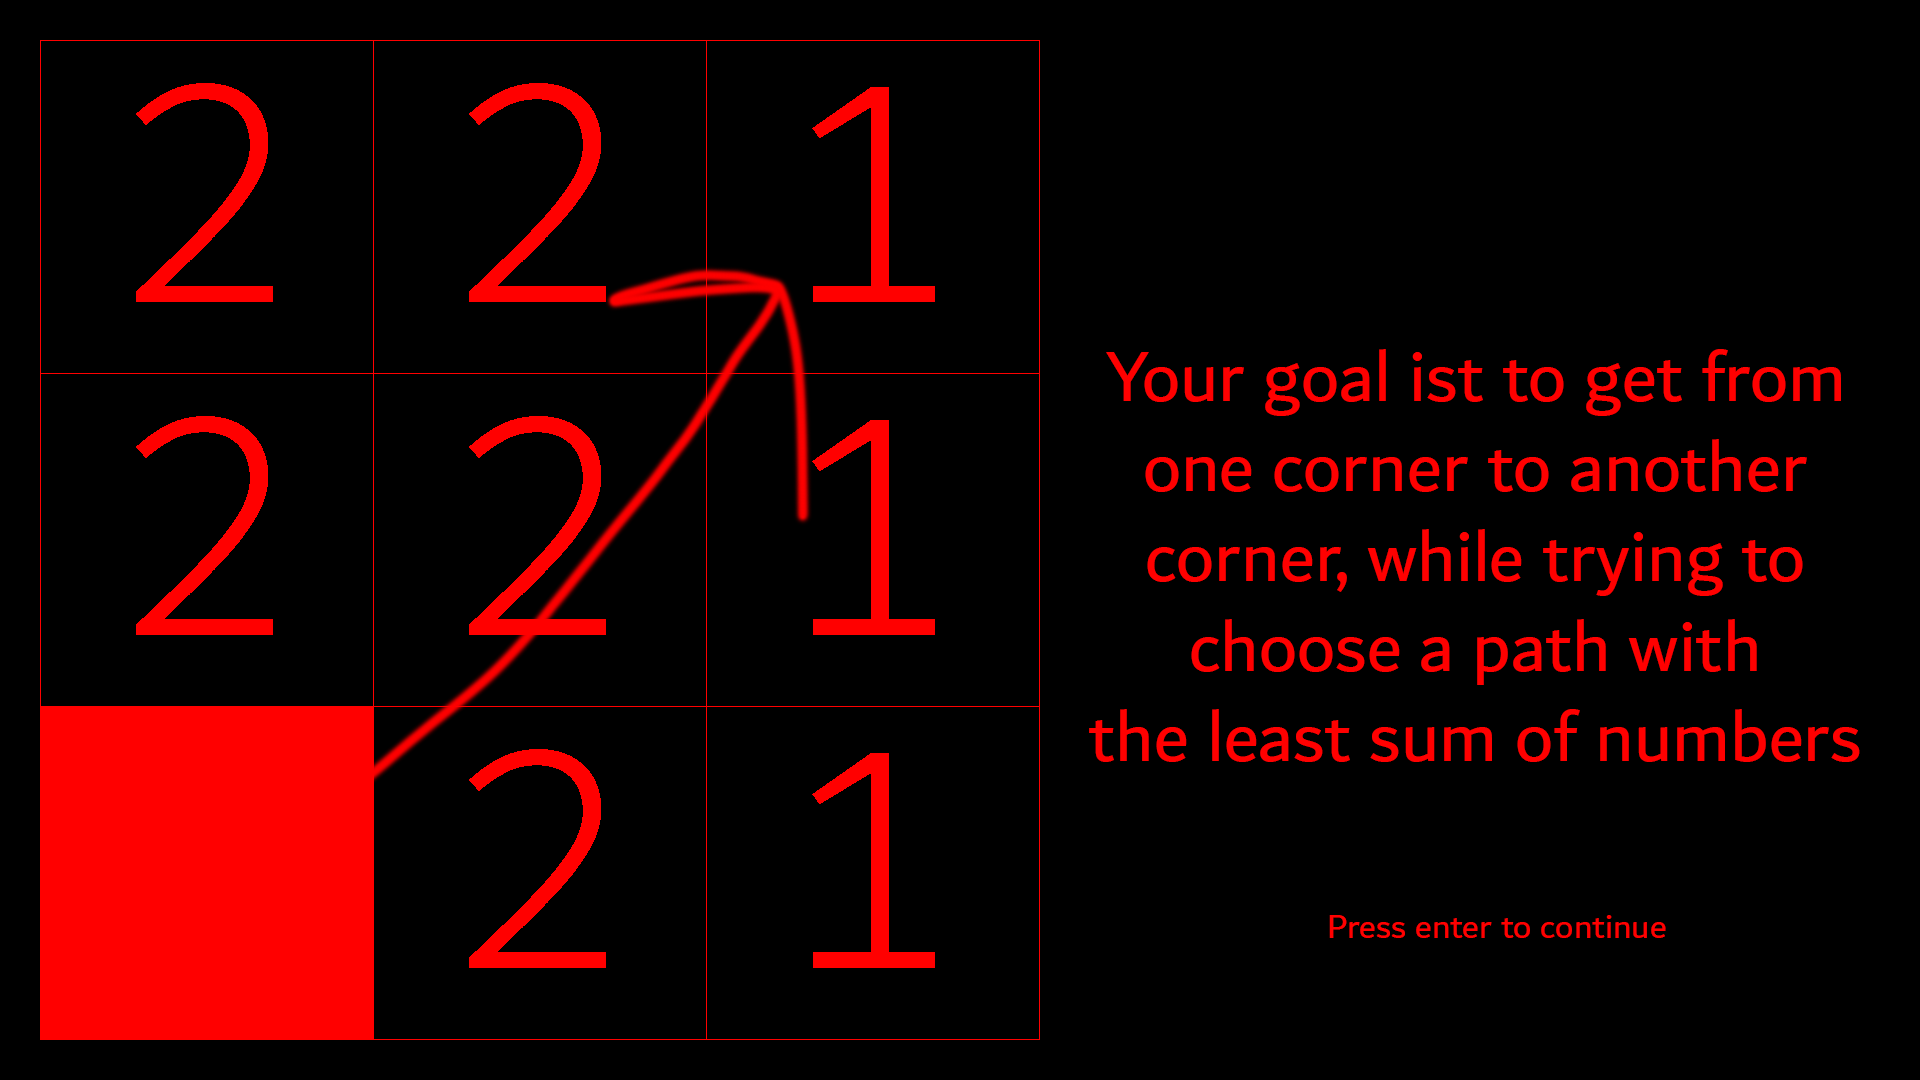 2 2 1
2 2 1
2 1
Your goal ist to get from
one corner to another
corner, while trying to
choose a path with
the least sum of numbers
Press enter to continue